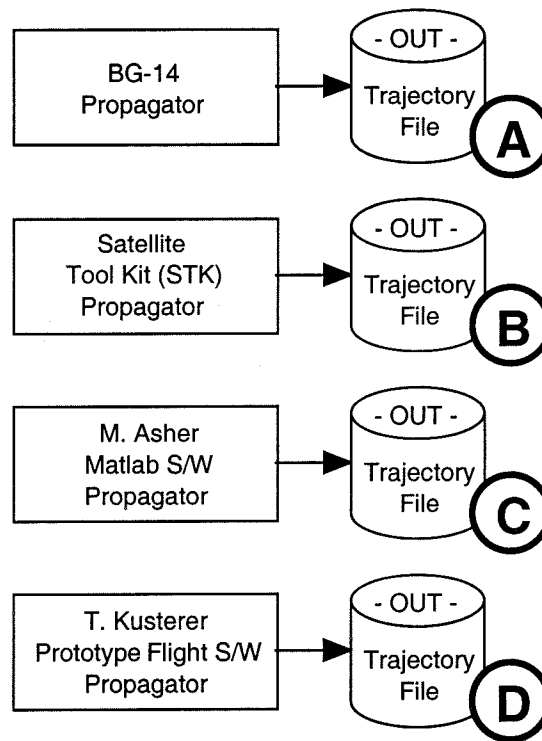 BG-14
Propagator
- OUT -
Trajectory
File
A
Satellite
Tool Kit (STK)
Propagator
- OUT -
Trajectory
File
B
M. Asher
Matlab S/W
Propagator
- OUT -
Trajectory
File
C
T. Kusterer
Prototype Flight S/W
Propagator
- OUT -
Trajectory
File
D